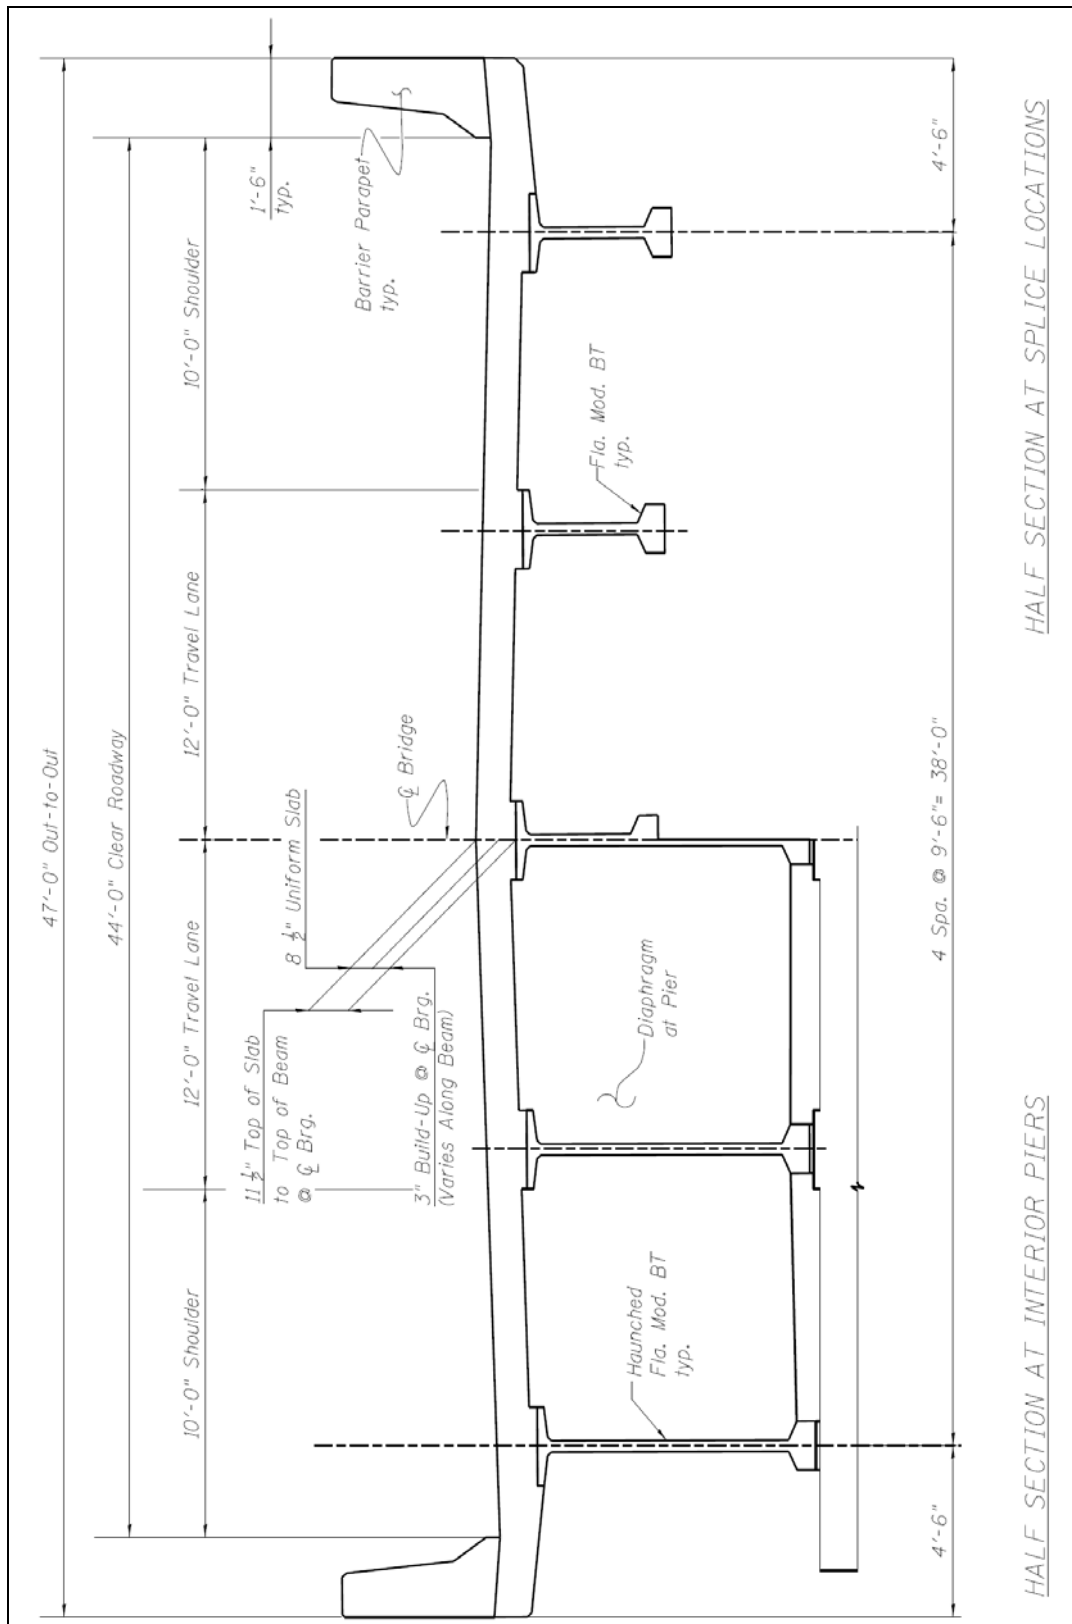 47'-0" Out-to-Out
44'-0" Clear Roadway
1'-6"
typ.
10'-0" Shoulder
12'-0" Travel Lane
12'-0" Travel Lane
10'-0" Shoulder
Barrier Parapet
typ.
℄ Bridge
8 ½" Uniform Slab
11 ½" Top of Slab
to Top of Beam
@ ℄ Brg.
3" Build-Up @ ℄ Brg.
(Varies Along Beam)
Fla. Mod. BT
typ.
Diaphragm
at Pier
Haunched
Fla. Mod. BT
typ.
4'-6"
4 Spa. @ 9'-6"= 38'-0"
4'-6"
HALF SECTION AT INTERIOR PIERS
HALF SECTION AT SPLICE LOCATIONS